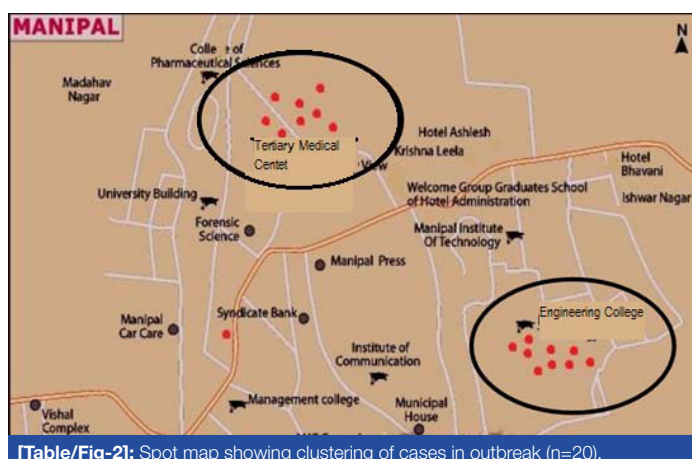 MANIPAL
N
Colle e of
Pharmaceutical Sciences
Madahav
Nagar
Tertiary Medical
Centet
View
Hotel Ashlesh
Krishna Leela
Hotel
Bhavani
Welcome Group Graduates School
of Hotel Administration
Ishwar Nagar
University Building
Forensic
Science
Manipal Institute
Of Technology
Manipal Press
Engineering College
Syndicate Bank
Manipal
Car Care
Institute of
Communication
Management college
Municipal
House
Vishal
Complex
[Table/Fig-2]: Spot map showing clustering of cases in outbreak (n=20).